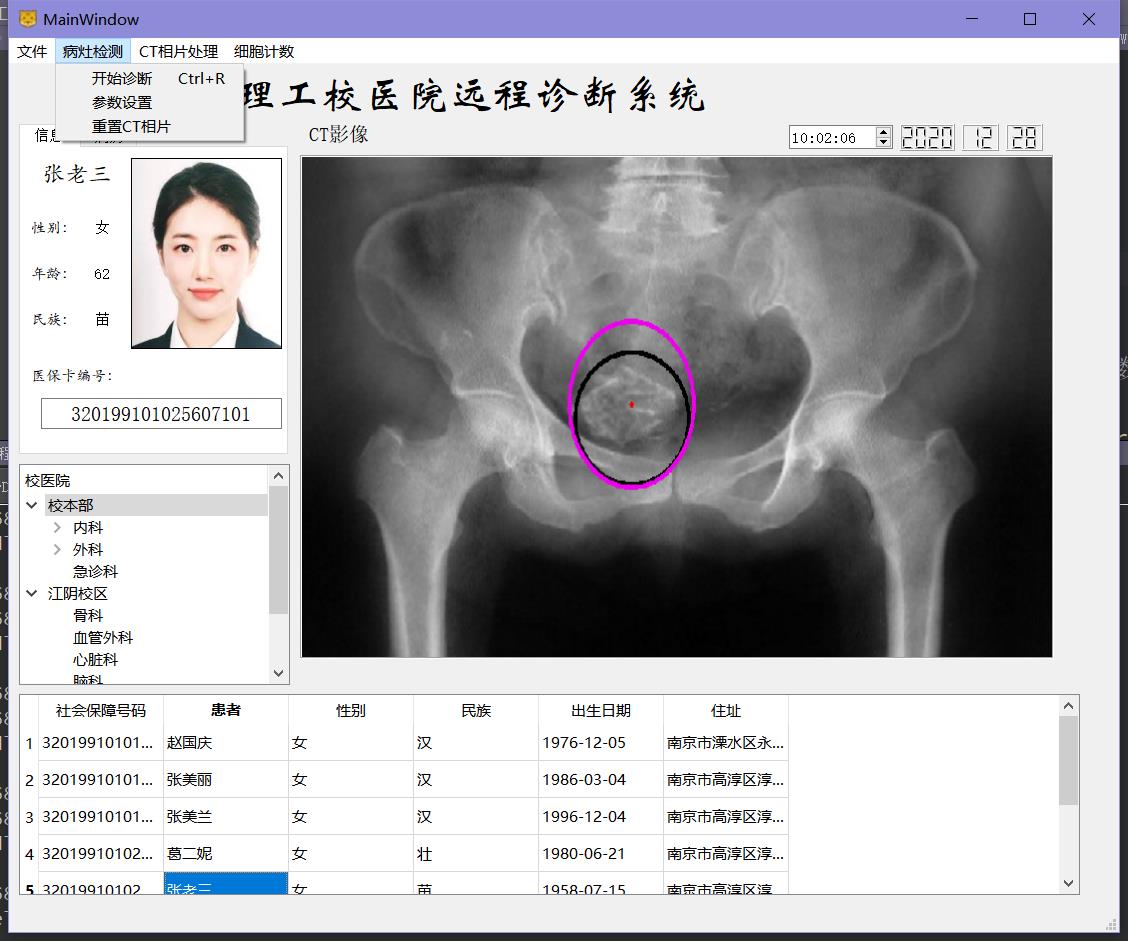 MainWindow
文件 病灶检测 CT相片处理 细胞计数
开始诊断 Ctrl+R
参数设置
重置CT相片
理工校医院远程诊断系统
CT影像
10:02:06 2020 12 28
张老三
性别: 女
年龄: 62
民族: 苗
医保卡编号:
320199101025607101
校医院
校本部
内科
外科
急诊科
江阴校区
骨科
血管外科
心脏科
脑科
社会保障号码 患者 性别 民族 出生日期 住址
1 32019910101... 赵国庆 女 汉 1976-12-05 南京市溧水区永...
2 32019910101... 张美丽 女 汉 1986-03-04 南京市高淳区淳...
3 32019910101... 张美兰 女 汉 1996-12-04 南京市高淳区淳...
4 32019910102... 葛二妮 女 壮 1980-06-21 南京市高淳区淳...
5 32019910102... 张老三 女 苗 1958-07-15 南京市高淳区淳...